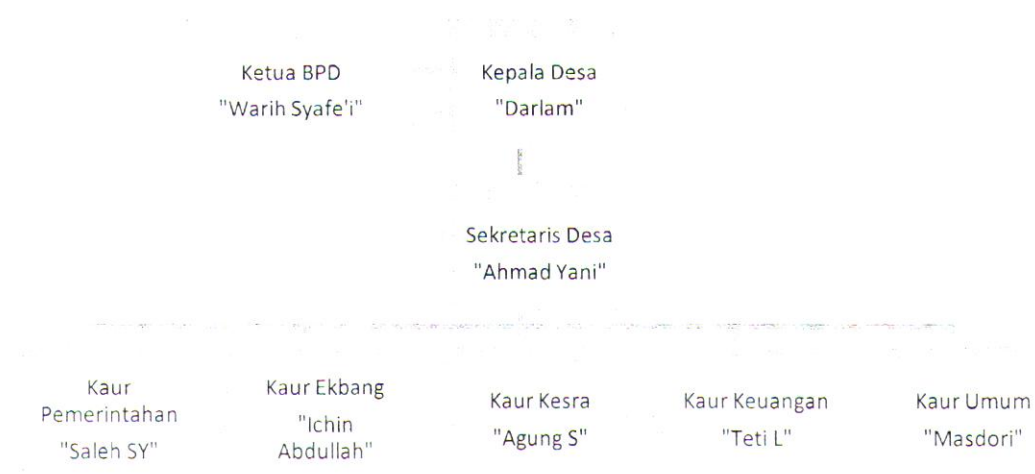 Ketua BPD
"Warih Syafe'i"
Kepala Desa
"Darlam"
Sekretaris Desa
"Ahmad Yani"
Kaur
Pemerintahan
"Saleh SY"
Kaur Ekbang
"Ichin
Abdullah"
Kaur Kesra
"Agung S"
Kaur Keuangan
"Teti L"
Kaur Umum
"Masdori"